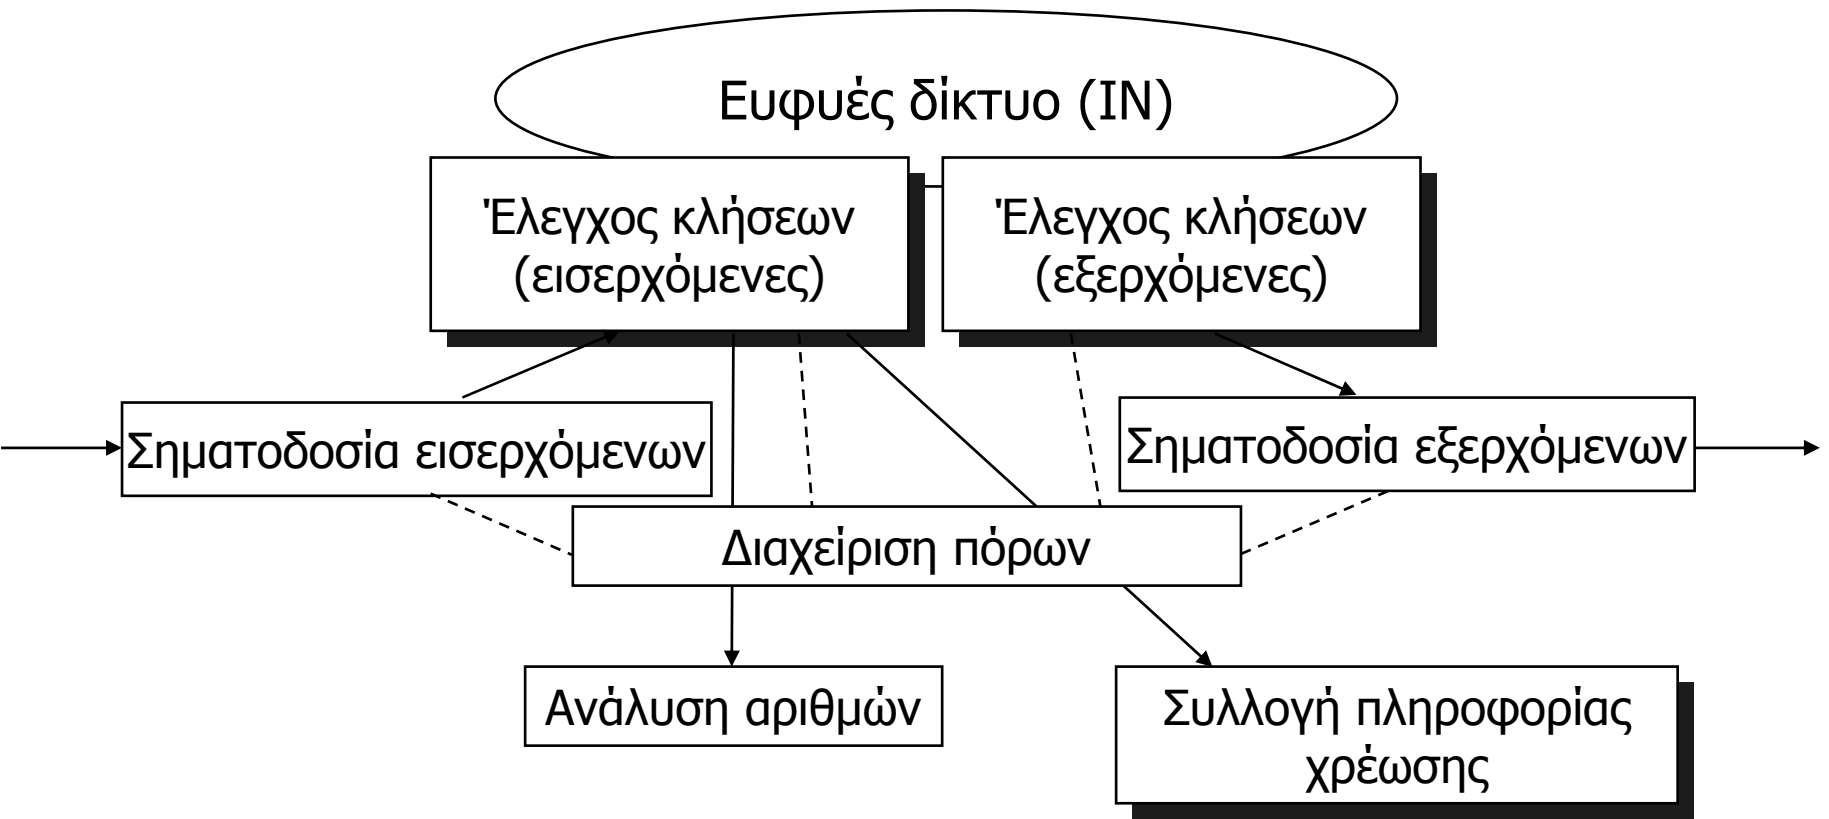 Ευφυές δίκτυο (IN)
Έλεγχος κλήσεων
(εισερχόμενες)
Έλεγχος κλήσεων
(εξερχόμενες)
Σηματοδοσία εισερχόμενων
Σηματοδοσία εξερχόμενων
Διαχείριση πόρων
Ανάλυση αριθμών
Συλλογή πληροφορίας
χρέωσης